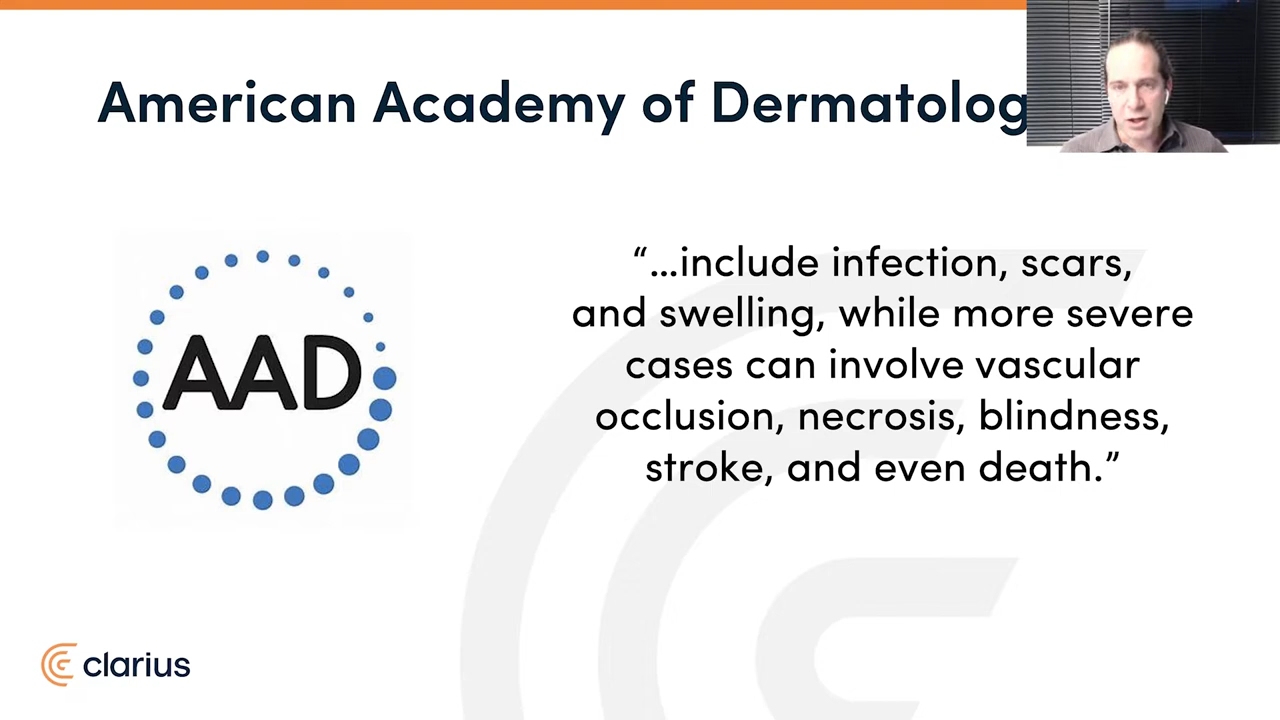 American Academy of Dermatolog
AAD
“...include infection, scars,
and swelling, while more severe
cases can involve vascular
occlusion, necrosis, blindness,
stroke, and even death.”
clarius